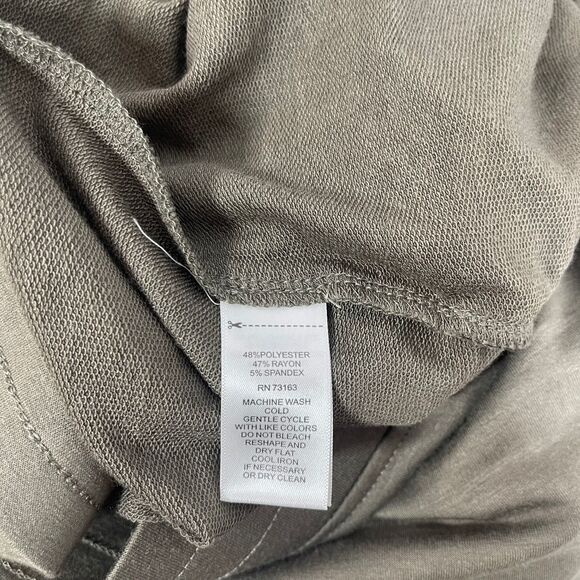 48%POLYESTER
47% RAYON
5% SPANDEX
RN 73163
MACHINE WASH
COLD
GENTLE CYCLE
WITH LIKE COLORS
DO NOT BLEACH
RESHAPE AND
DRY FLAT
COOL IRON
IF NECESSARY
OR DRY CLEAN